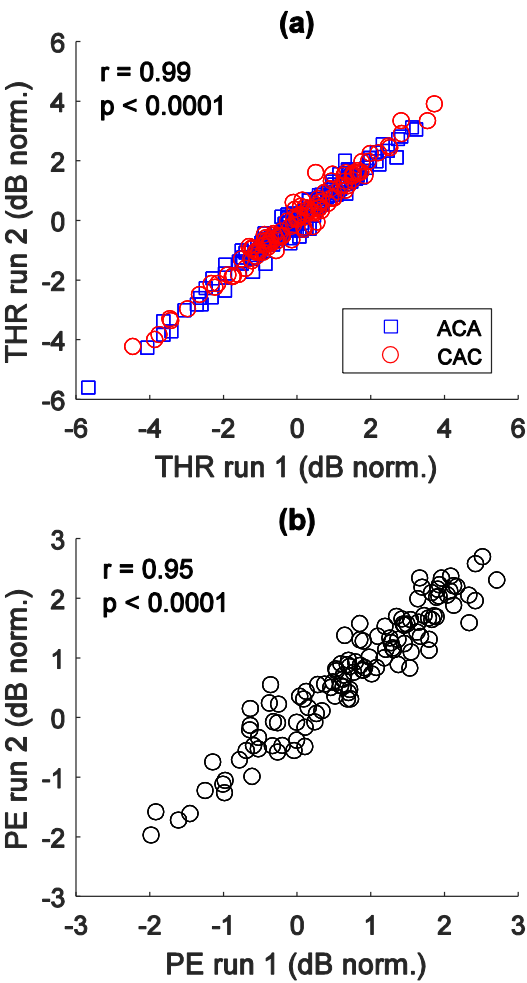 (a)
6
4
2
0
-2
-4
-6
THR run 2 (dB norm.)
r = 0.99
p < 0.0001
ACA
CAC
-6 -4 -2 0 2 4 6
THR run 1 (dB norm.)
(b)
3
2
1
0
-1
-2
-3
PE run 2 (dB norm.)
r = 0.95
p < 0.0001
-3 -2 -1 0 1 2 3
PE run 1 (dB norm.)